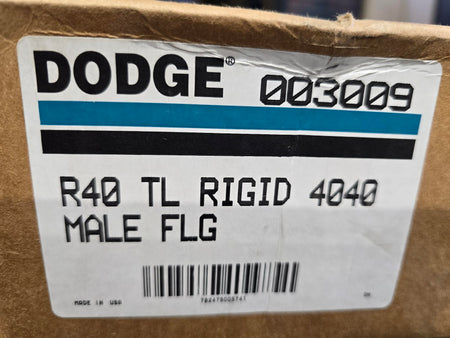 DODGE® 003009
R40 TL RIGID 4040
MALE FLG
MADE IN USA